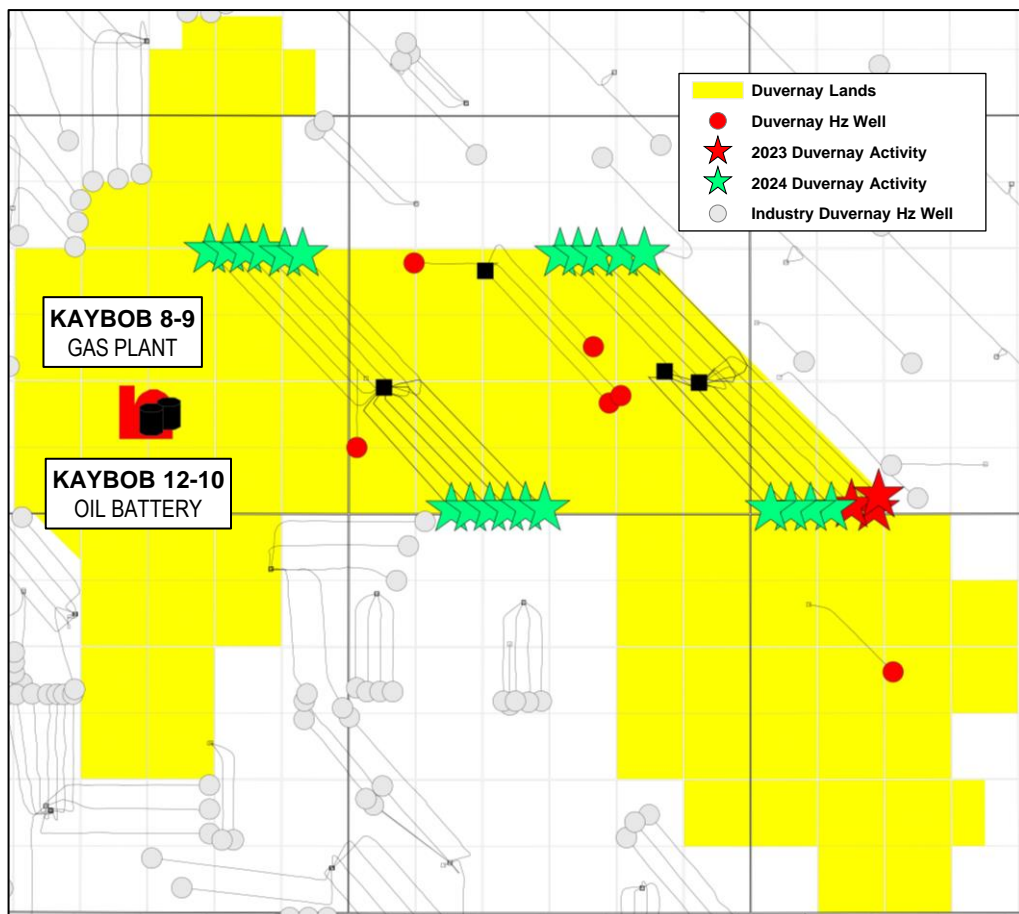 Duvernay Lands
Duvernay Hz Well
2023 Duvernay Activity
2024 Duvernay Activity
Industry Duvernay Hz Well
KAYBOB 8-9
GAS PLANT
KAYBOB 12-10
OIL BATTERY